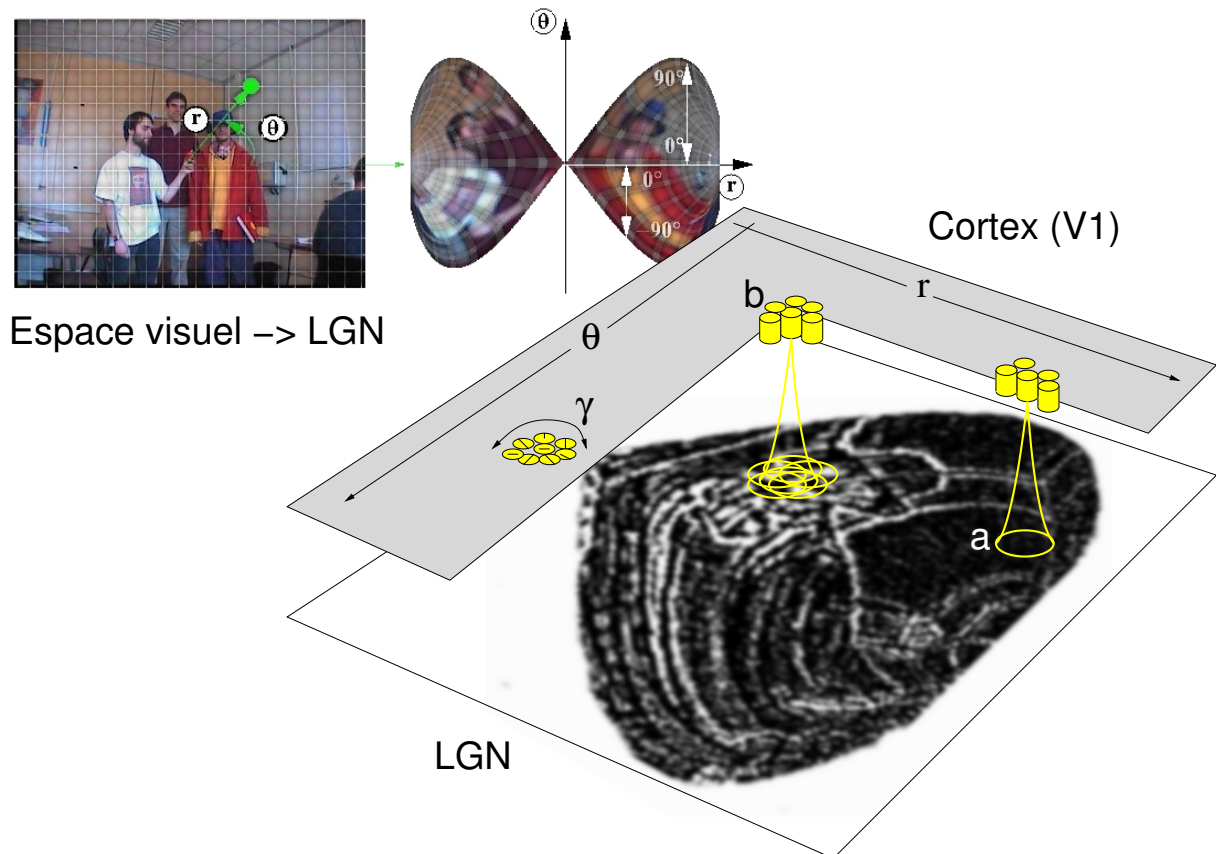 θ
r
θ
90°
0°
0°
−90°
r
Espace visuel −> LGN
Cortex (V1)
r
b
θ
γ
a
LGN